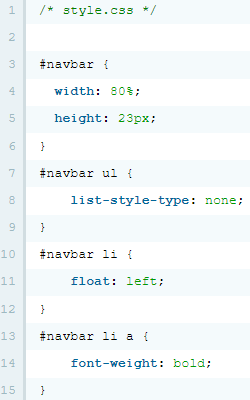 1 /* style.css */
2
3 #navbar {
4 width: 80%;
5 height: 23px;
6 }
7 #navbar ul {
8 list-style-type: none;
9 }
10 #navbar li {
11 float: left;
12 }
13 #navbar li a {
14 font-weight: bold;
15 }